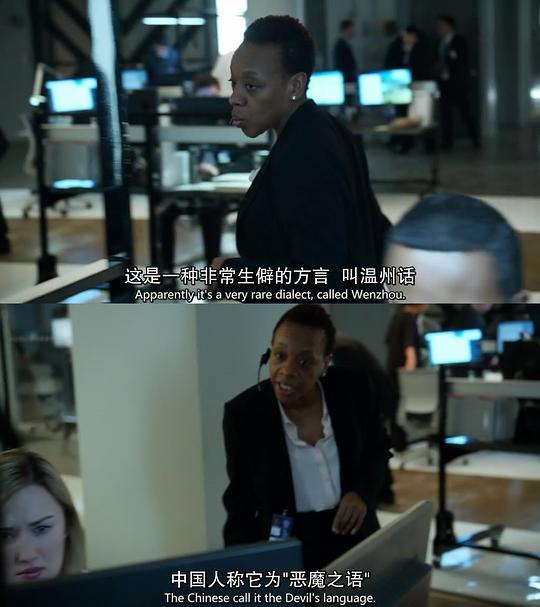 这是一种非常生僻的方言 叫温州话
Apparently it's a very rare dialect, called Wenzhou.
中国人称它为"恶魔之语"
The Chinese call it the Devil's language.